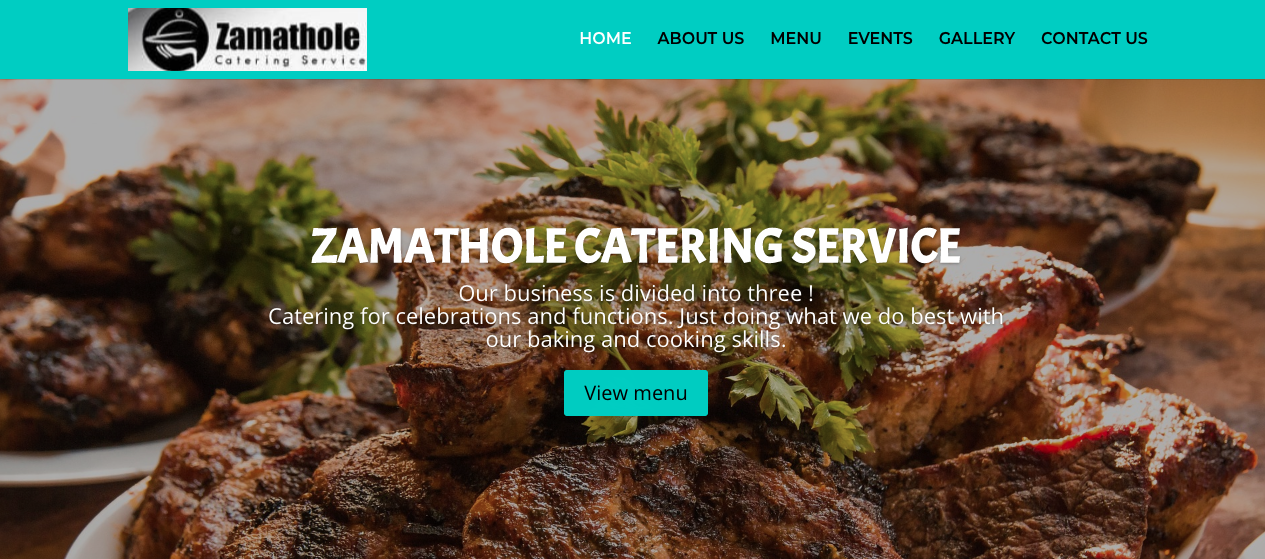 Zamathole
Catering Service
HOME ABOUT US MENU EVENTS GALLERY CONTACT US
ZAMATHOLE CATERING SERVICE
Our business is divided into three !
Catering for celebrations and functions. Just doing what we do best with
our baking and cooking skills.
View menu